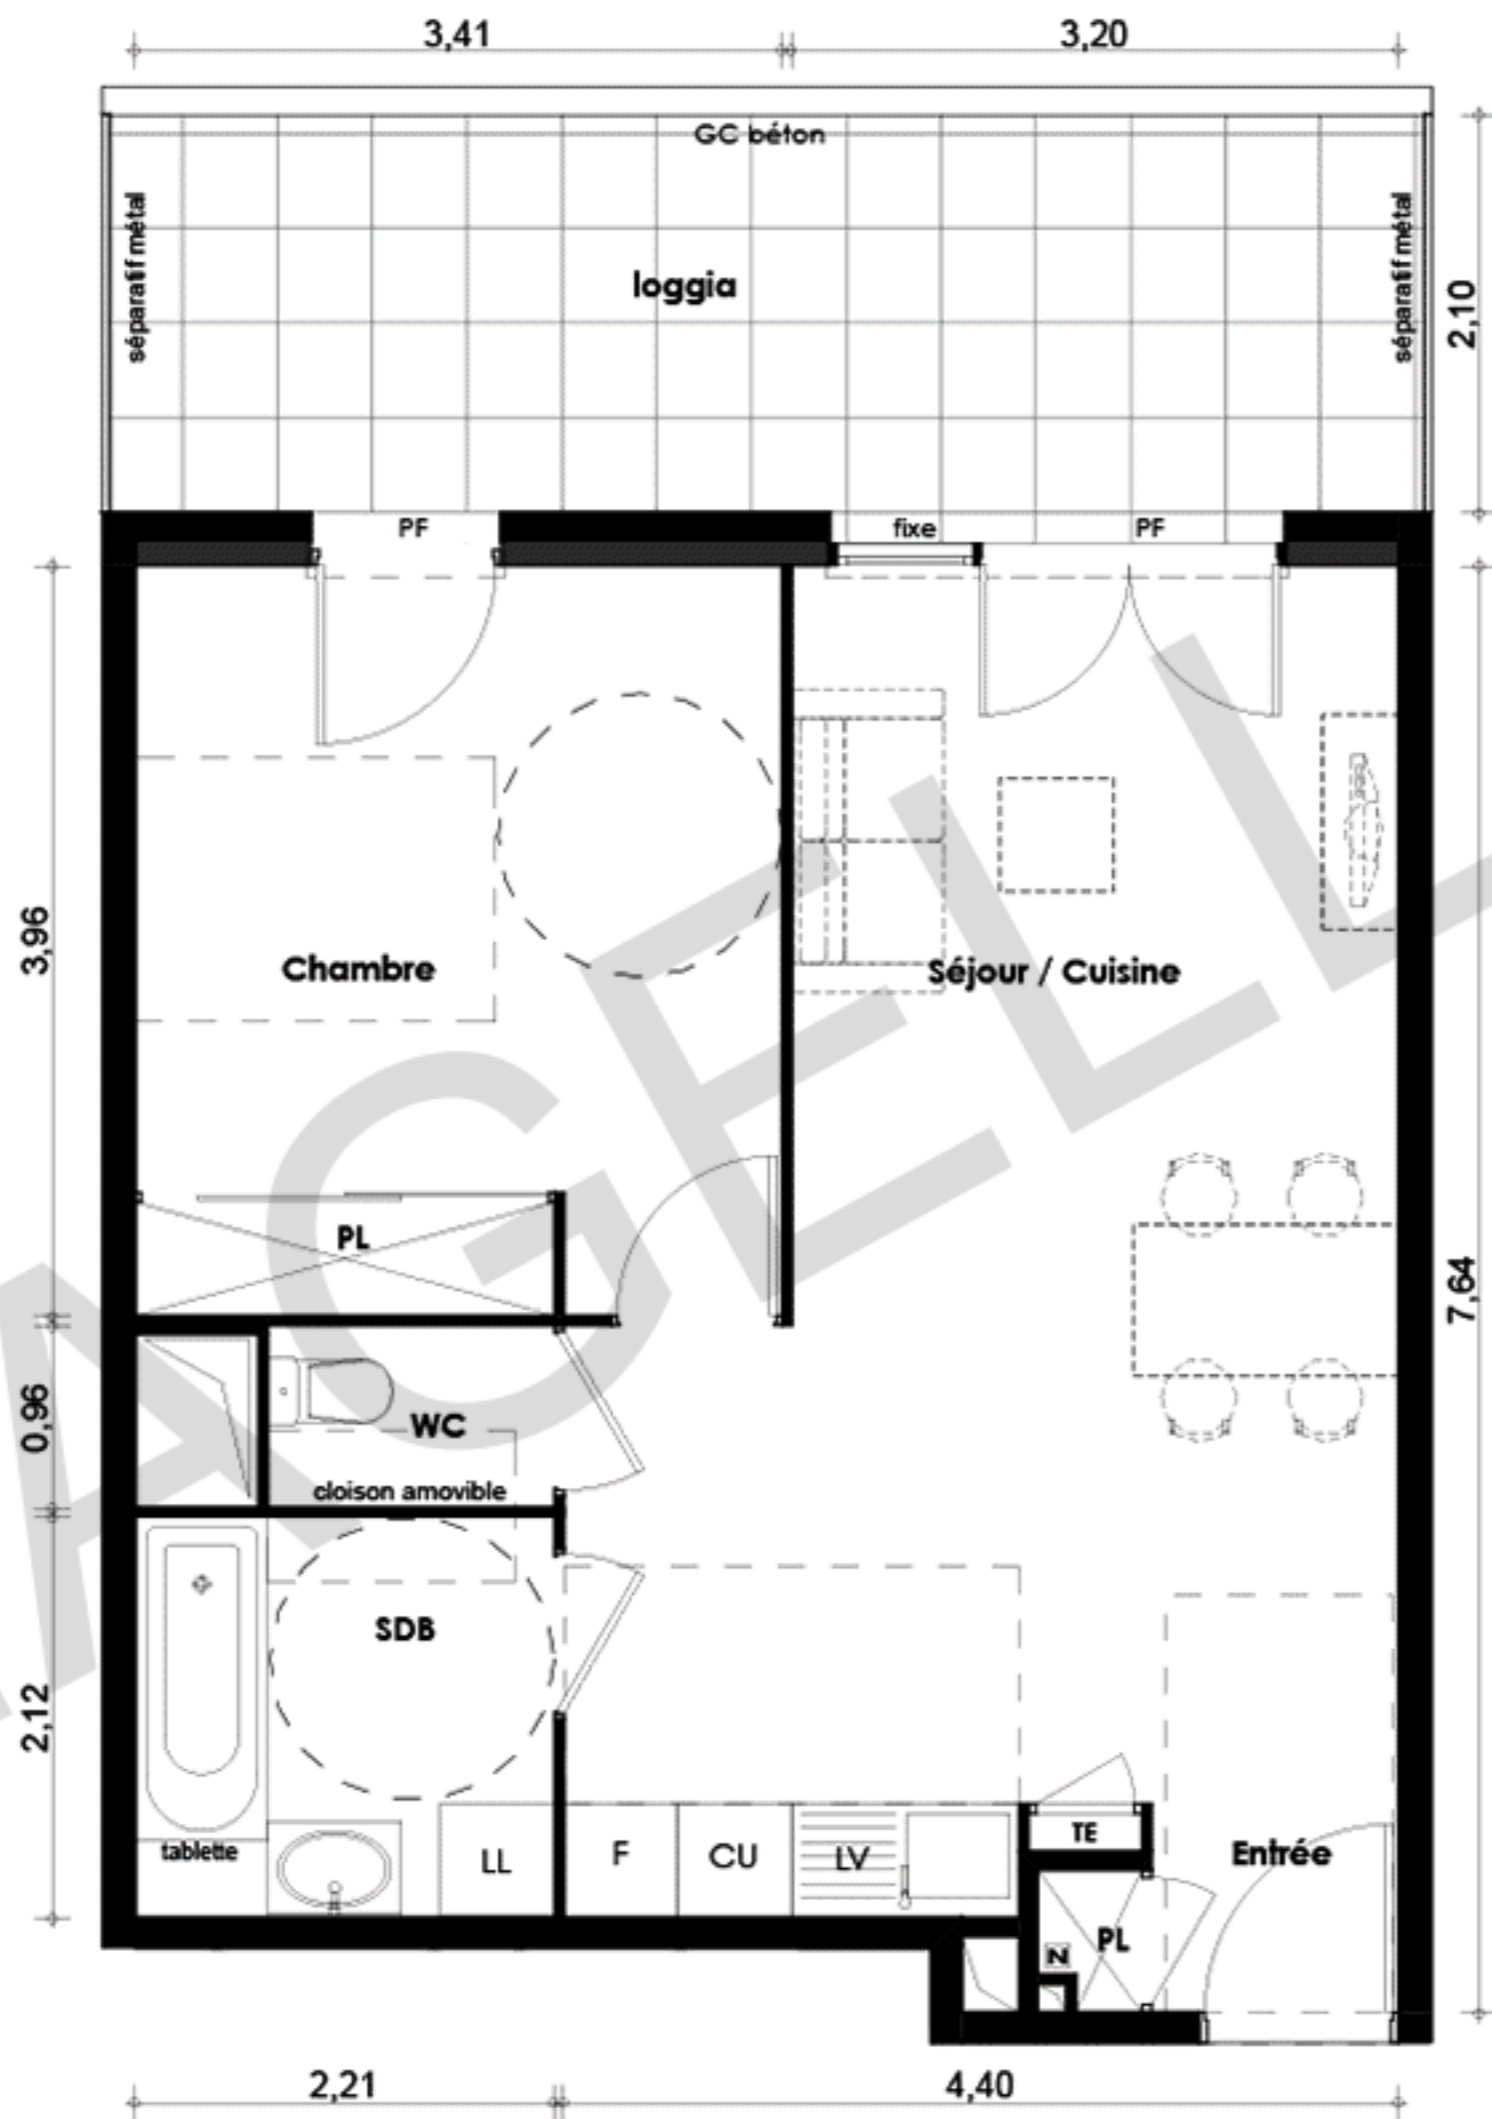 3,41
3,20
GC béton
séparatif métal
séparatif métal
loggia
2,10
PF
fixe
PF
3,96
Chambre
Séjour / Cuisine
PL
7,64
0,96
WC
cloison amovible
SDB
2,12
tablette
LL
F
CU
LV
TE
Entrée
PL
N
2,21
4,40
AGELL